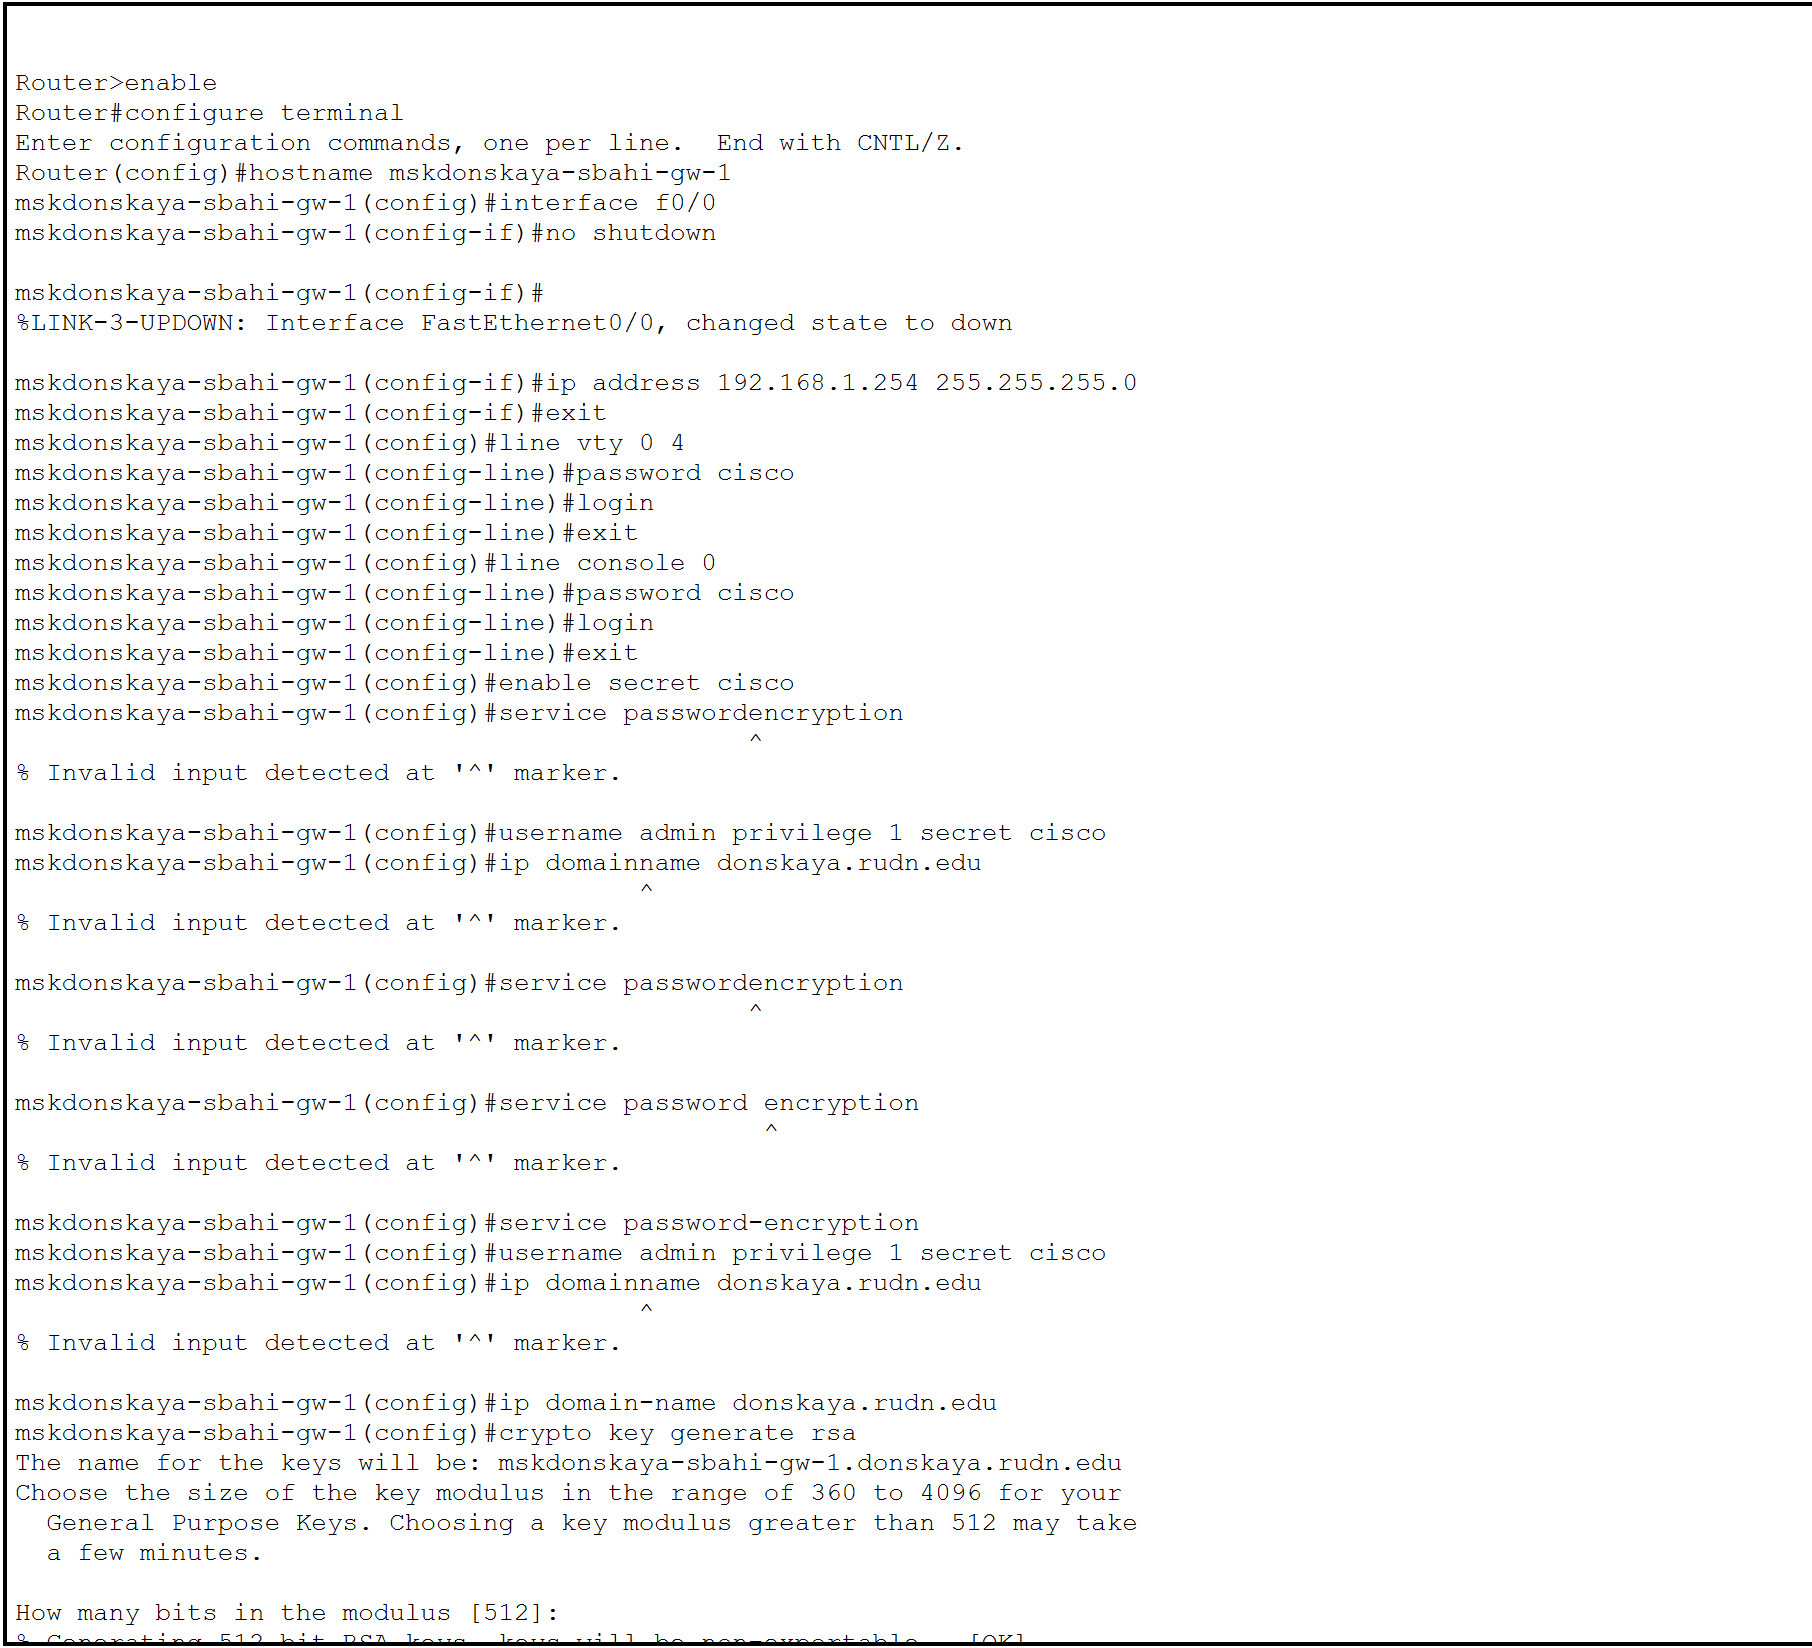 Router>enable
Router#configure terminal
Enter configuration commands, one per line.  End with CNTL/Z.
Router(config)#hostname mskdonskaya-sbahi-gw-1
mskdonskaya-sbahi-gw-1(config)#interface f0/0
mskdonskaya-sbahi-gw-1(config-if)#no shutdown
mskdonskaya-sbahi-gw-1(config-if)#
%LINK-3-UPDOWN: Interface FastEthernet0/0, changed state to down
mskdonskaya-sbahi-gw-1(config-if)#ip address 192.168.1.254 255.255.255.0
mskdonskaya-sbahi-gw-1(config-if)#exit
mskdonskaya-sbahi-gw-1(config)#line vty 0 4
mskdonskaya-sbahi-gw-1(config-line)#password cisco
mskdonskaya-sbahi-gw-1(config-line)#login
mskdonskaya-sbahi-gw-1(config-line)#exit
mskdonskaya-sbahi-gw-1(config)#line console 0
mskdonskaya-sbahi-gw-1(config-line)#password cisco
mskdonskaya-sbahi-gw-1(config-line)#login
mskdonskaya-sbahi-gw-1(config-line)#exit
mskdonskaya-sbahi-gw-1(config)#enable secret cisco
mskdonskaya-sbahi-gw-1(config)#service passwordencryption
^
% Invalid input detected at '^' marker.
mskdonskaya-sbahi-gw-1(config)#username admin privilege 1 secret cisco
mskdonskaya-sbahi-gw-1(config)#ip domainname donskaya.rudn.edu
^
% Invalid input detected at '^' marker.
mskdonskaya-sbahi-gw-1(config)#service passwordencryption
^
% Invalid input detected at '^' marker.
mskdonskaya-sbahi-gw-1(config)#service password encryption
^
% Invalid input detected at '^' marker.
mskdonskaya-sbahi-gw-1(config)#service password-encryption
mskdonskaya-sbahi-gw-1(config)#username admin privilege 1 secret cisco
mskdonskaya-sbahi-gw-1(config)#ip domainname donskaya.rudn.edu
^
% Invalid input detected at '^' marker.
mskdonskaya-sbahi-gw-1(config)#ip domain-name donskaya.rudn.edu
mskdonskaya-sbahi-gw-1(config)#crypto key generate rsa
The name for the keys will be: mskdonskaya-sbahi-gw-1.donskaya.rudn.edu
Choose the size of the key modulus in the range of 360 to 4096 for your
General Purpose Keys. Choosing a key modulus greater than 512 may take
a few minutes.
How many bits in the modulus [512]:
% Generating 512 bit RSA keys, keys will be non-exportable...[OK]